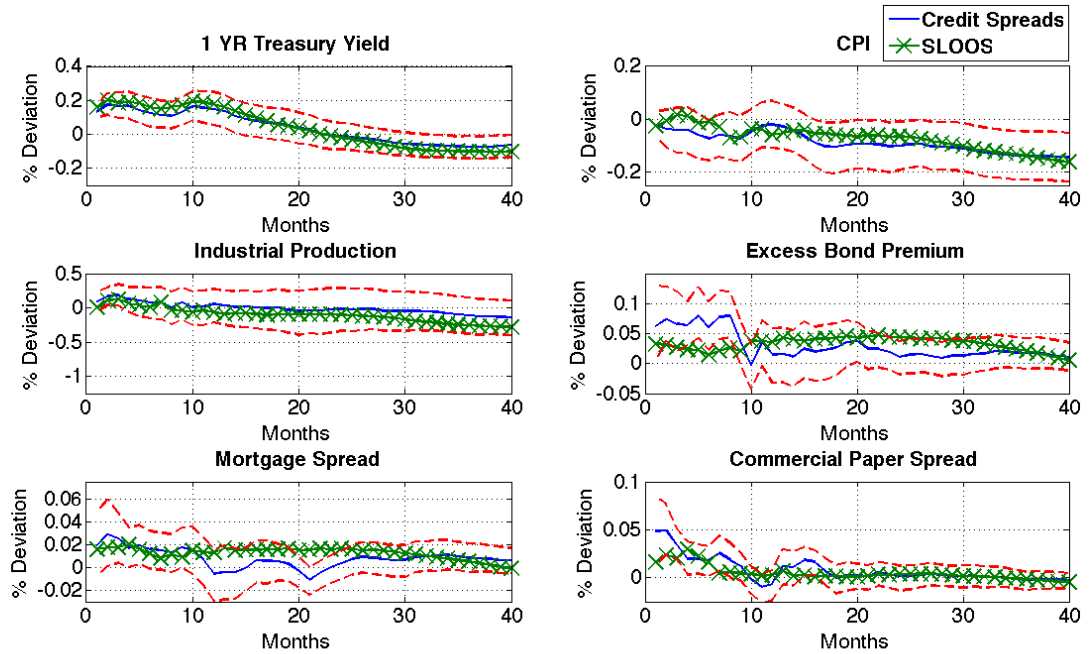 Credit Spreads
SLOOS
1 YR Treasury Yield
0.4
0.2
0
-0.2
0
10
20
30
40
% Deviation
Months
CPI
0.2
0
-0.2
0
10
20
30
40
% Deviation
Months
Industrial Production
0.5
0
-0.5
-1
0
10
20
30
40
% Deviation
Months
Excess Bond Premium
0.1
0.05
0
-0.05
0
10
20
30
40
% Deviation
Months
Mortgage Spread
0.06
0.04
0.02
0
-0.02
0
10
20
30
40
% Deviation
Months
Commercial Paper Spread
0.1
0.05
0
0
10
20
30
40
% Deviation
Months